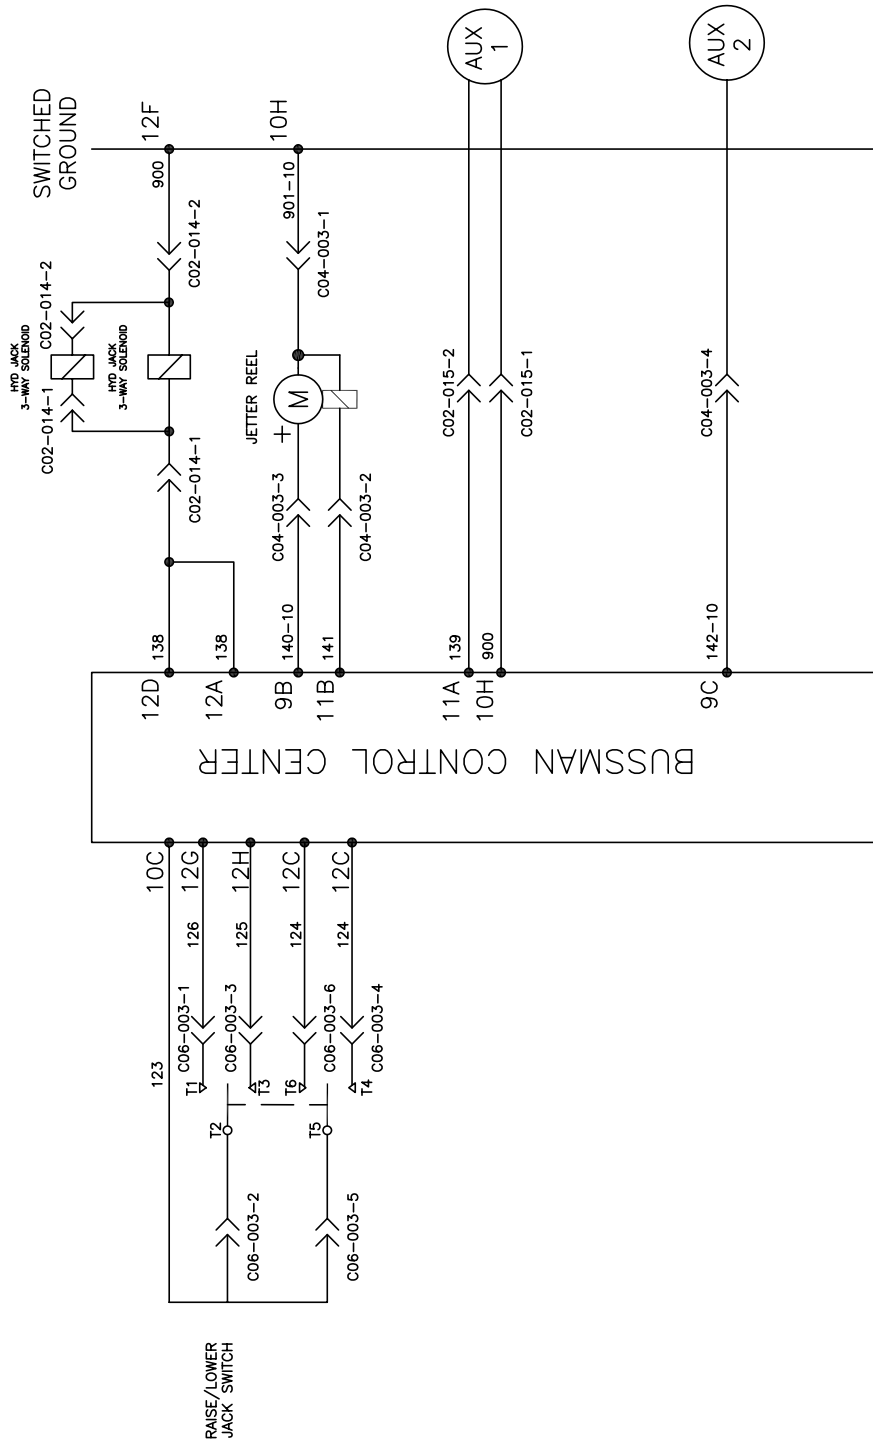 SWITCHED
GROUND
12F
10H
900
901-10
C02-014-2
C04-003-1
C02-014-2
HYD JACK
3-WAY SOLENOID
C02-014-1
HYD JACK
3-WAY SOLENOID
C02-014-1
JETTER REEL
M
+
C04-003-3
C04-003-2
AUX
1
AUX
2
C02-015-2
C02-015-1
C04-003-4
138
138
140-10
141
139
900
142-10
12D
12A
9B
11B
11A
10H
9C
BUSSMAN CONTROL CENTER
10C
12G
12H
12C
12C
123
126
125
124
124
C06-003-1
C06-003-3
C06-003-6
C06-003-4
T1
T3
T6
T4
T2
T5
C06-003-2
C06-003-5
RAISE/LOWER
JACK SWITCH